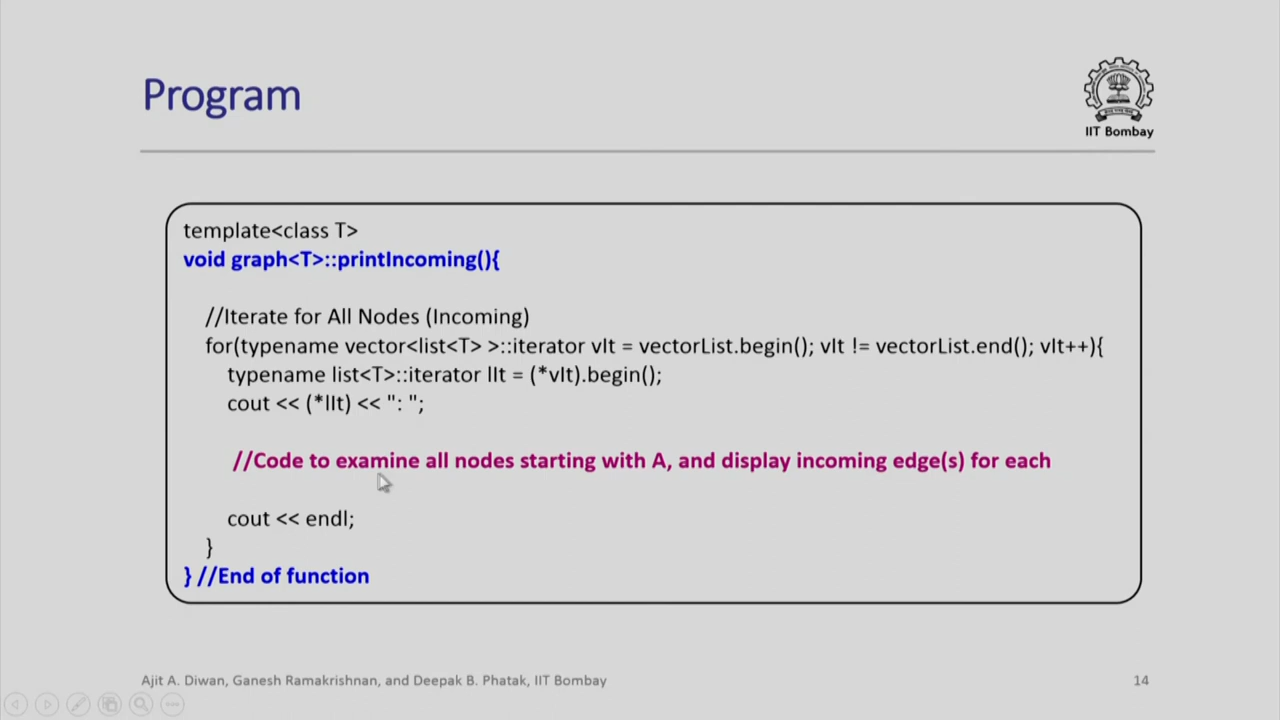 Program
IIT Bombay
template<class T>
void graph<T>::printIncoming(){
//Iterate for All Nodes (Incoming)
for(typename vector<list<T> >::iterator vIt = vectorList.begin(); vIt != vectorList.end(); vIt++){
typename list<T>::iterator lIt = (*vIt).begin();
cout << (*lIt) << ": ";
//Code to examine all nodes starting with A, and display incoming edge(s) for each
cout << endl;
}
} //End of function
Ajit A. Diwan, Ganesh Ramakrishnan, and Deepak B. Phatak, IIT Bombay
14